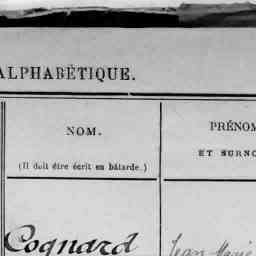 ALPHABÉTIQUE.
NOM.
(Il doit être écrit en bâtarde.)
PRÉNOM
ET SURNO
Cognard
Jean Marie